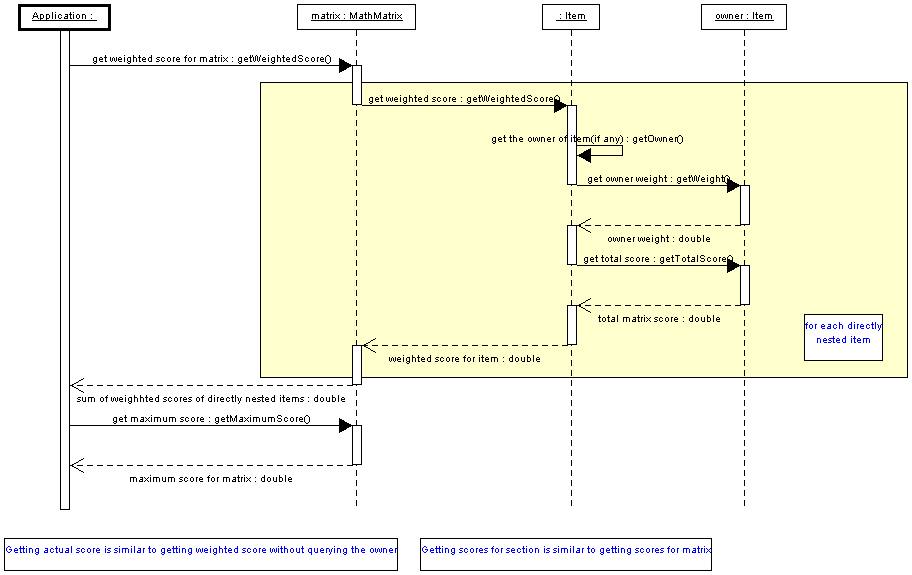 Application :
matrix : MathMatrix
: Item
owner : Item
get weighted score for matrix : getWeightedScore()
get weighted score : getWeightedScore()
get the owner of item(if any) : getOwner()
get owner weight : getWeight()
owner weight : double
get total score : getTotalScore()
total matrix score : double
for each directly
nested item
weighted score for item : double
sum of weighhted scores of directly nested items : double
get maximum score : getMaximumScore()
maximum score for matrix : double
Getting actual score is similar to getting weighted score without querying the owner
Getting scores for section is similar to getting scores for matrix